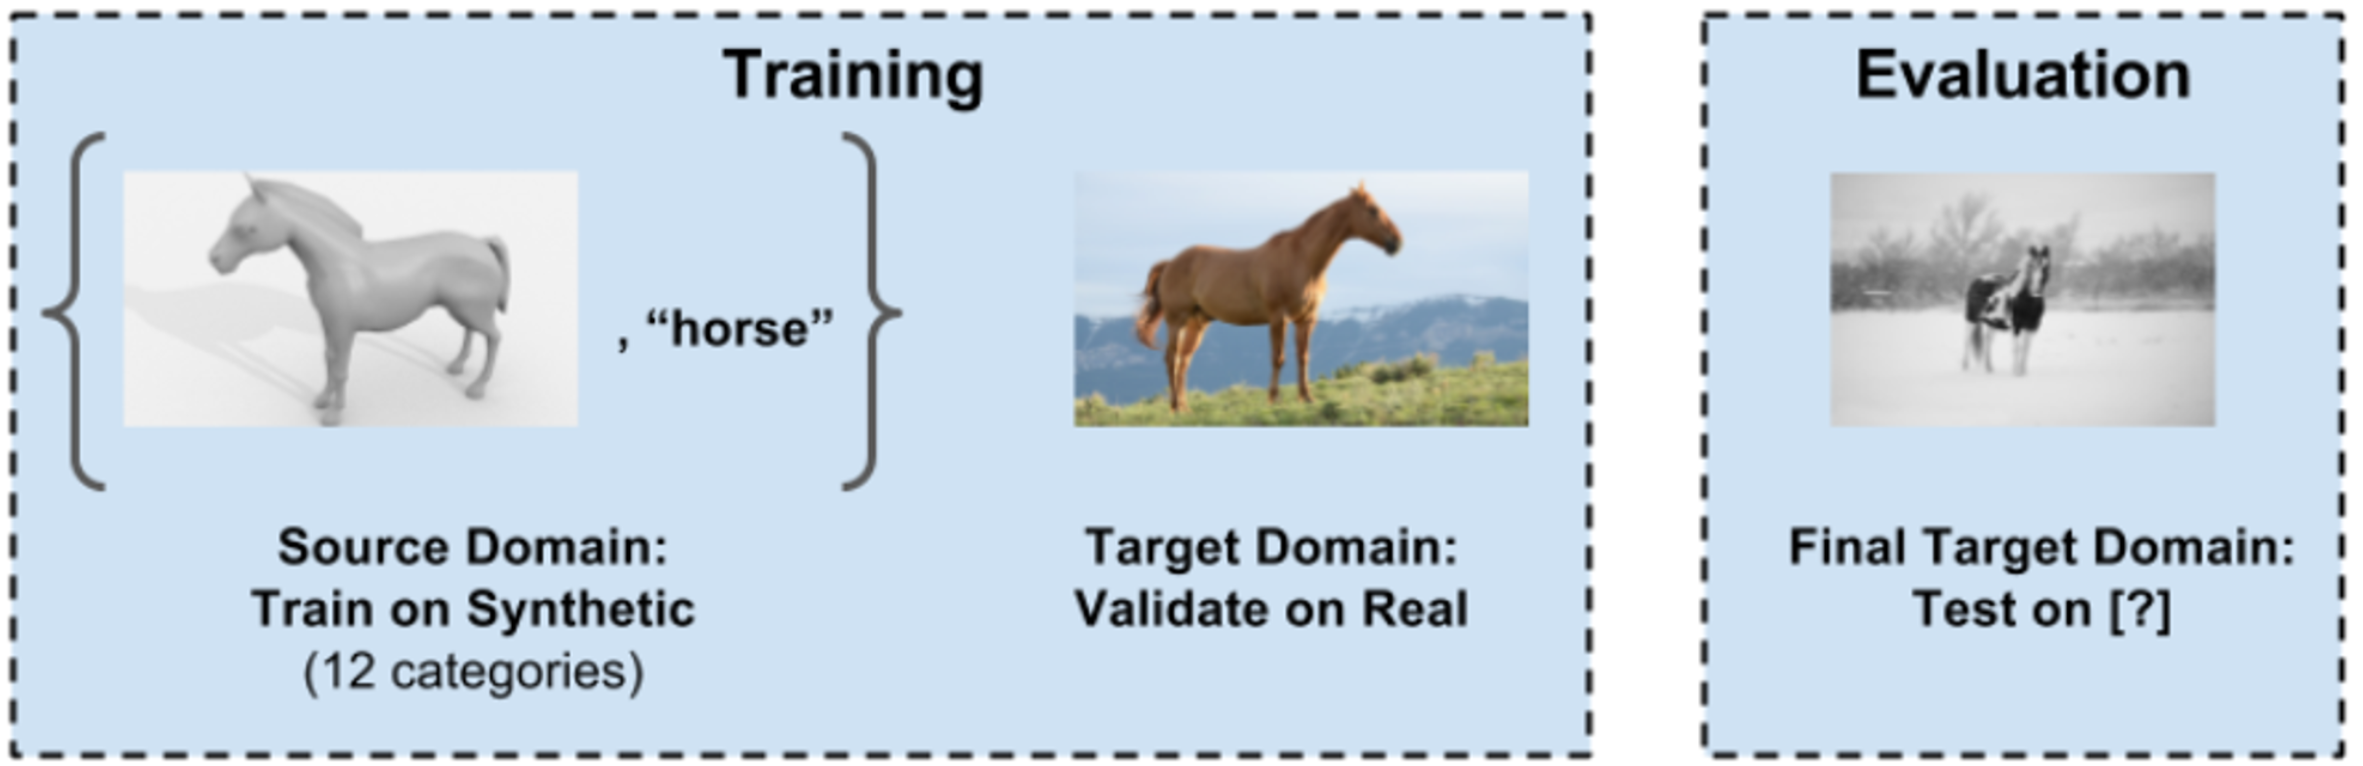 Training
, “horse”
Source Domain:
Train on Synthetic
(12 categories)
Target Domain:
Validate on Real
Evaluation
Final Target Domain:
Test on [?]